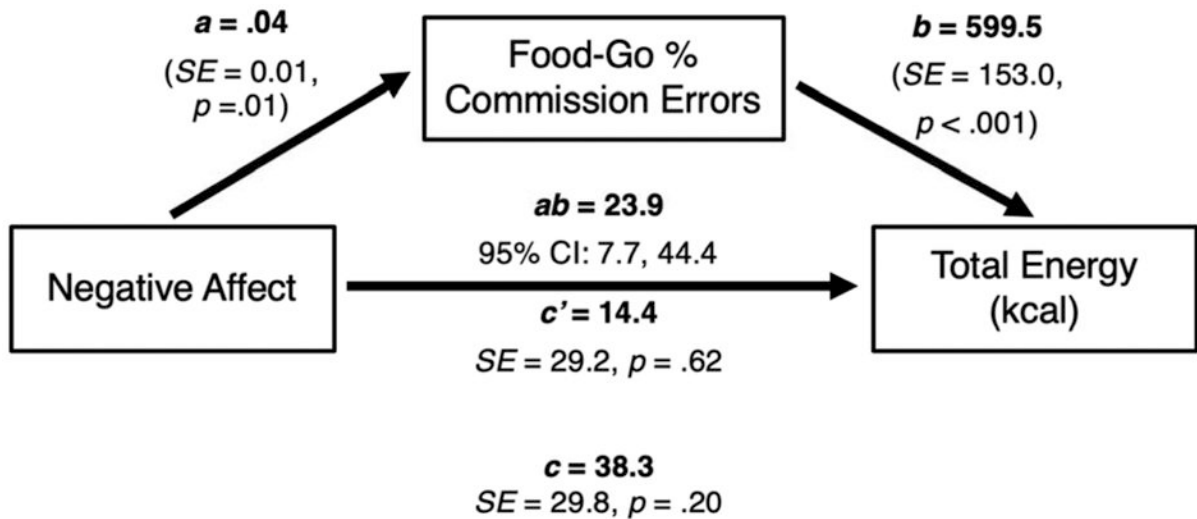 a = .04
(SE = 0.01,
p =.01)
Food-Go %
Commission Errors
b = 599.5
(SE = 153.0,
p < .001)
Negative Affect
ab = 23.9
95% CI: 7.7, 44.4
c’ = 14.4
SE = 29.2, p = .62
Total Energy
(kcal)
c = 38.3
SE = 29.8, p = .20